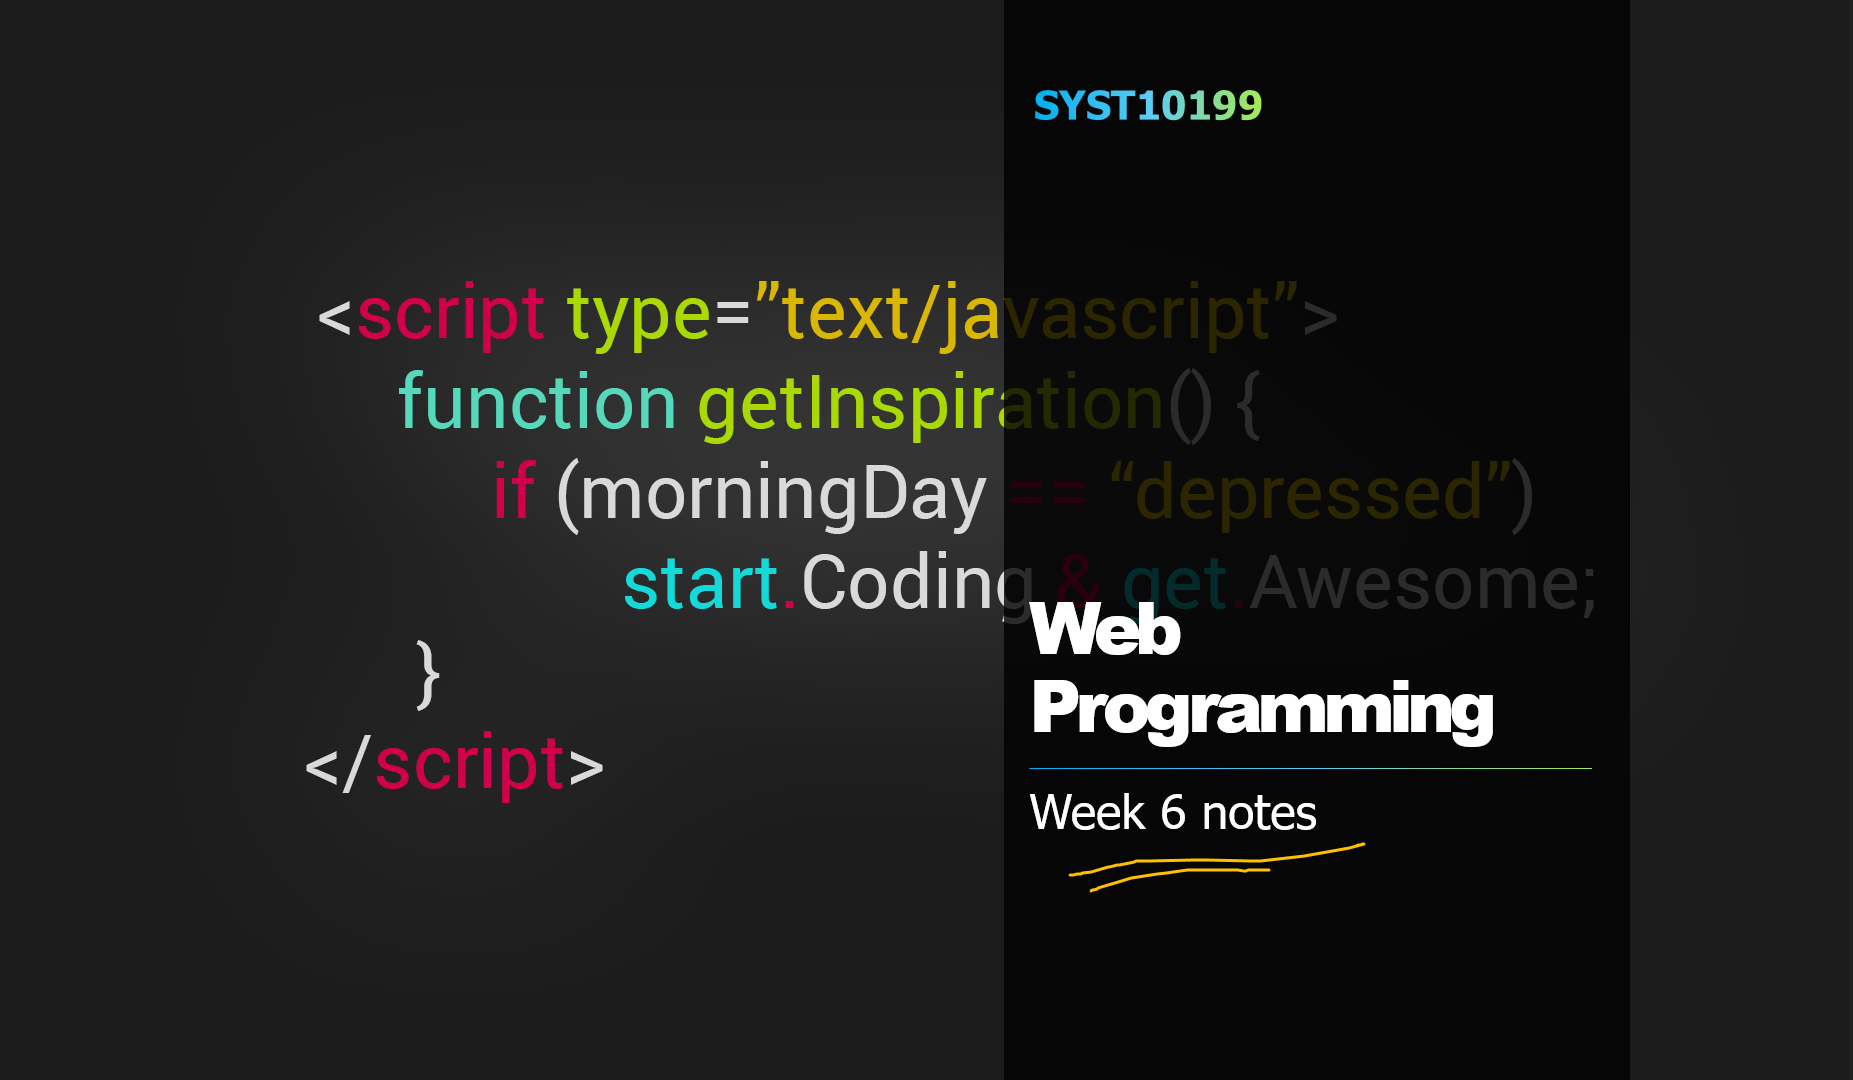 SYST10199
<script type=”text/javascript”>
function getInspiration() {
if (morningDay == “depressed”)
start.Coding & get.Awesome;
}
</script>
Web
Programming
Week 6 notes